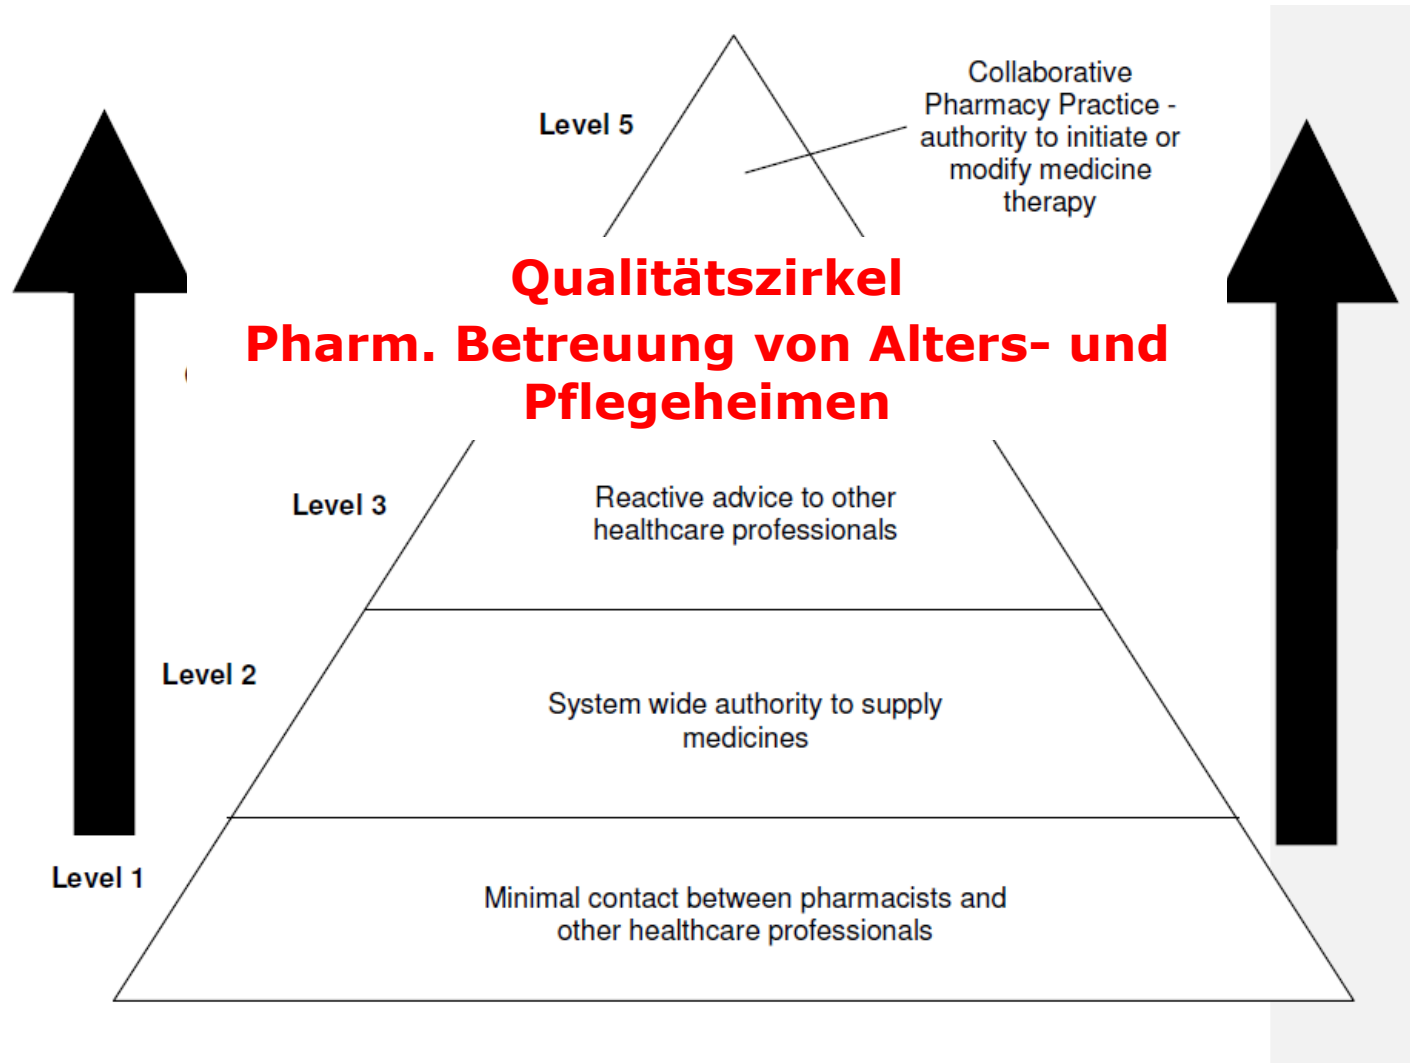 Level 5
Collaborative
Pharmacy Practice -
authority to initiate or
modify medicine
therapy
Qualitätszirkel
Pharm. Betreuung von Alters- und
Pflegeheimen
Level 3
Reactive advice to other
healthcare professionals
Level 2
System wide authority to supply
medicines
Level 1
Minimal contact between pharmacists and
other healthcare professionals